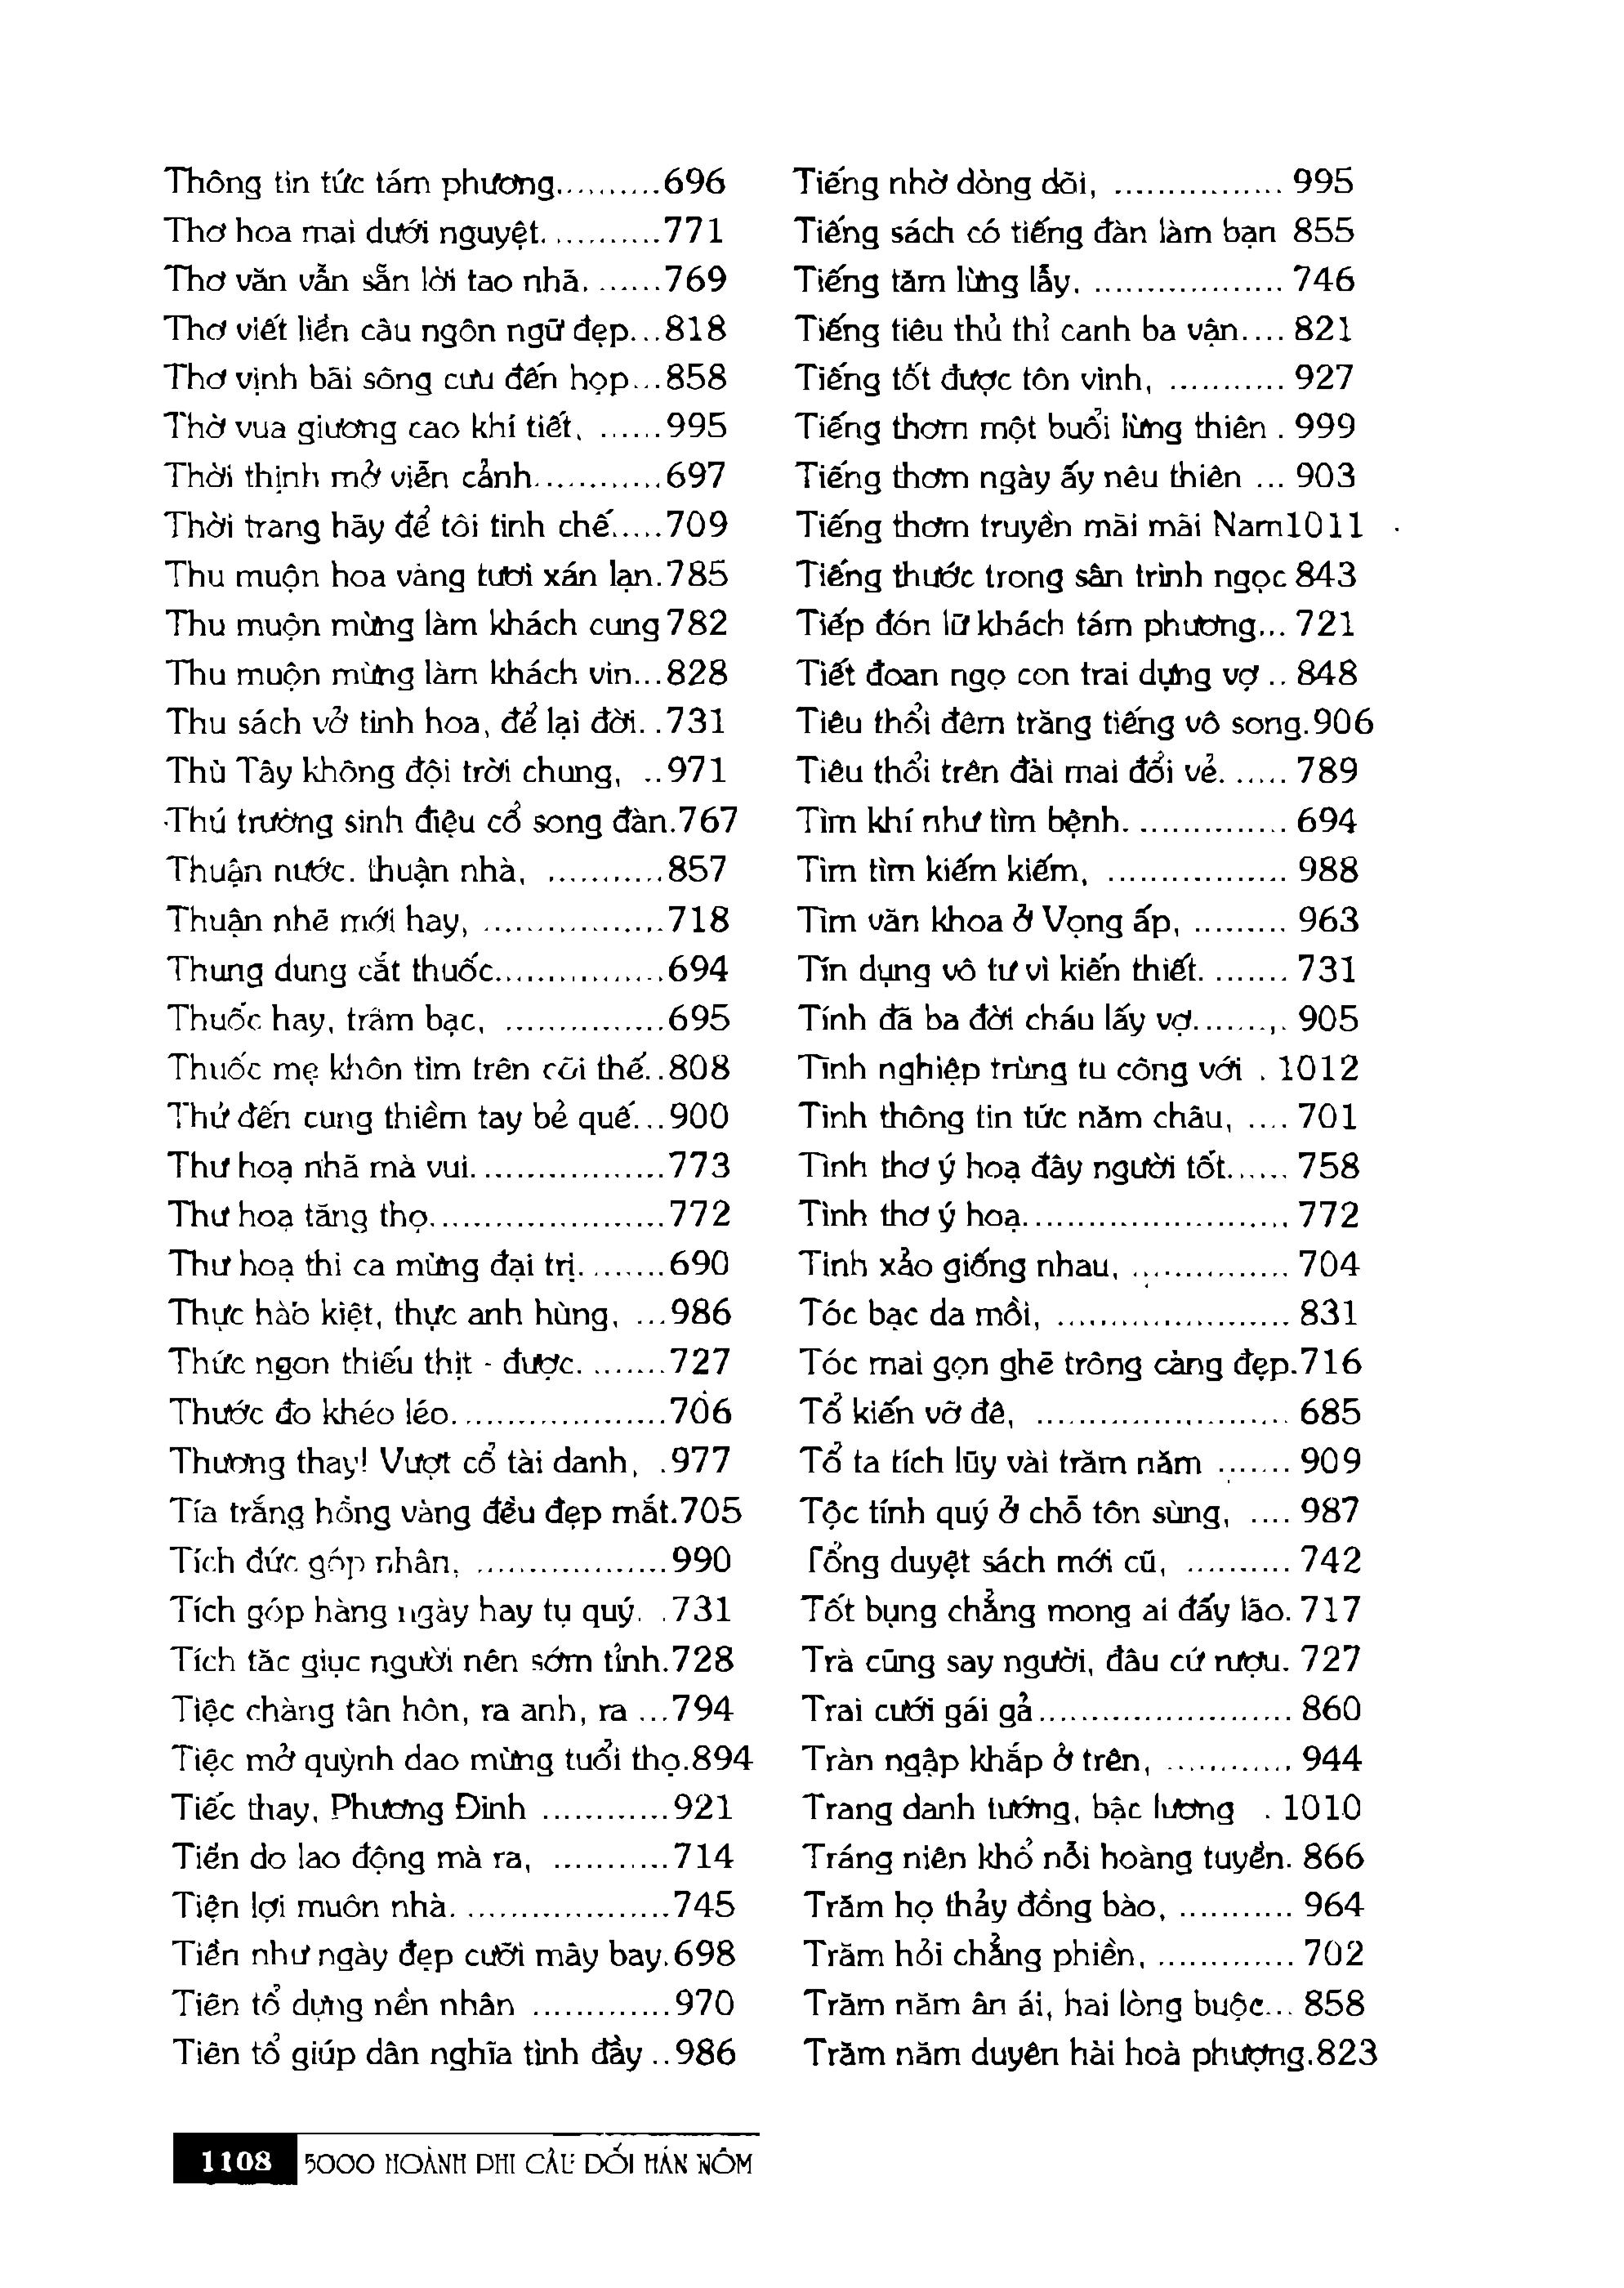 Thông tin tức tám phương..........696
Thơ hoa mai dưới nguyệt. ..........771
Thơ văn vẫn sẵn lời tao nhã. ......769
Thơ viết liền câu ngôn ngữ đẹp...818
Thơ vịnh bãi sông cưu đến họp...858
Thờ vua giương cao khí tiết, ......995
Thời thịnh mở viễn cảnh............697
Thời trang hãy để tôi tinh chế.....709
Thu muộn hoa vàng tươi xán lạn.785
Thu muộn mừng làm khách cung782
Thu muộn mừng làm khách vin...828
Thu sách vở tinh hoa, để lại đời. .731
Thù Tây không đội trời chung, ..971
Thú trường sinh điệu cổ song đàn.767
Thuận nước. thuận nhà, ...........857
Thuận nhẽ mới hay, .................718
Thung dung cắt thuốc................694
Thuốc hay, trâm bạc, ...............695
Thuốc mẹ khôn tìm trên cõi thế..808
Thử đến cung thiềm tay bẻ quế...900
Thư hoạ nhã mà vui..................773
Thư hoạ tăng thọ......................772
Thư hoạ thi ca mừng đại trị. .......690
Thực hào kiệt, thực anh hùng, ...986
Thức ngon thiếu thịt - được. .......727
Thước đo khéo léo.....................706
Thương thay! Vượt cổ tài danh, .977
Tía trắng hồng vàng đều đẹp mắt.705
Tích đức góp nhân, ..................990
Tích góp hàng ngày hay tụ quý. .731
Tích tắc giục người nên sớm tỉnh.728
Tiệc chàng tân hôn, ra anh, ra ...794
Tiệc mở quỳnh dao mừng tuổi thọ.894
Tiếc thay, Phương Đinh ............921
Tiền do lao động mà ra, ...........714
Tiện lợi muôn nhà. ...................745
Tiền như ngày đẹp cưỡi mây bay.698
Tiên tổ dựng nền nhân .............970
Tiên tổ giúp dân nghĩa tình đầy ..986
Tiếng nhờ dòng dõi, ................ 995
Tiếng sách có tiếng đàn làm bạn 855
Tiếng tăm lừng lẫy. .................. 746
Tiếng tiêu thủ thỉ canh ba vận.... 821
Tiếng tốt được tôn vinh, ........... 927
Tiếng thơm một buổi lừng thiên . 999
Tiếng thơm ngày ấy nêu thiên ... 903
Tiếng thơm truyền mãi mãi Nam1011
Tiếng thước trong sân trình ngọc 843
Tiếp đón lữ khách tám phương... 721
Tiết đoan ngọ con trai dựng vợ .. 848
Tiêu thổi đêm trăng tiếng vô song.906
Tiêu thổi trên đài mai đổi vẻ. ..... 789
Tìm khí như tìm bệnh. .............. 694
Tìm tìm kiếm kiếm, ................. 988
Tìm văn khoa ở Vọng ấp, ......... 963
Tín dụng vô tư vì kiến thiết. ....... 731
Tính đã ba đời cháu lấy vợ......... 905
Tình nghiệp trùng tu công với . 1012
Tinh thông tin tức năm châu, .... 701
Tình thơ ý hoạ đây người tốt...... 758
Tình thơ ý hoạ......................... 772
Tinh xảo giống nhau, ............... 704
Tóc bạc da mồi, ...................... 831
Tóc mai gọn ghẽ trông càng đẹp.716
Tổ kiến vỡ đê, ........................ 685
Tổ ta tích lũy vài trăm năm ....... 909
Tộc tính quý ở chỗ tôn sùng, .... 987
Tổng duyệt sách mới cũ, .......... 742
Tốt bụng chẳng mong ai đấy lão. 717
Trà cũng say người, đâu cứ rượu. 727
Trai cưới gái gả........................ 860
Tràn ngập khắp ở trên, ............ 944
Trang danh tướng, bậc lương . 1010
Tráng niên khổ nỗi hoàng tuyền. 866
Trăm họ thảy đồng bào, ........... 964
Trăm hỏi chẳng phiền, ............. 702
Trăm năm ân ái, hai lòng buộc... 858
Trăm năm duyên hài hoà phượng.823
1108 5000 HOÀNH PHI CÂU ĐỐI HÁN NÔM